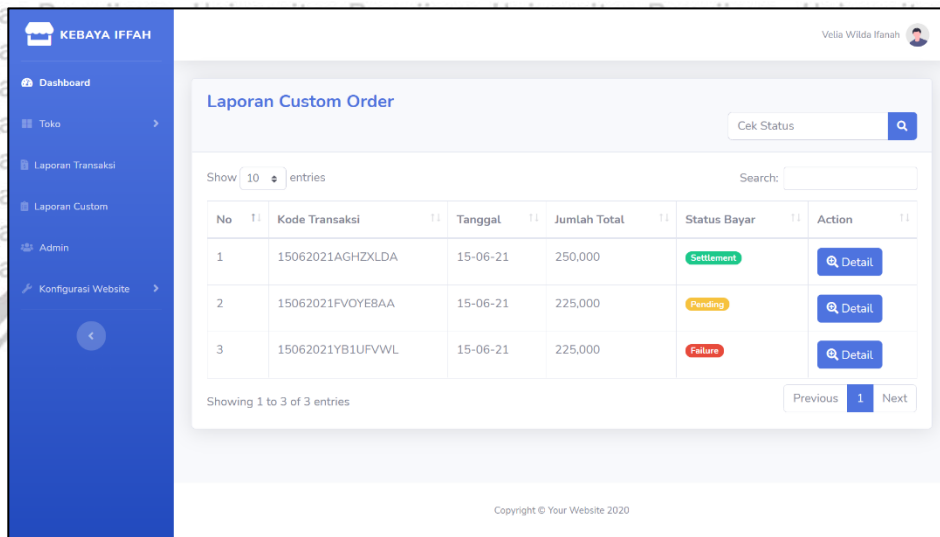 KEBAYA IFFAH
Velia Wilda Ifanah
Dashboard
Toko
Laporan Transaksi
Laporan Custom
Admin
Konfigurasi Website
Laporan Custom Order
Cek Status
Show 10 entries
Search:
No Kode Transaksi Tanggal Jumlah Total Status Bayar Action
1 15062021AGHZXLDA 15-06-21 250,000 Settlement Detail
2 15062021FVOYE8AA 15-06-21 225,000 Pending Detail
3 15062021YB1UFVWL 15-06-21 225,000 Failure Detail
Showing 1 to 3 of 3 entries
Previous 1 Next
Copyright © Your Website 2020